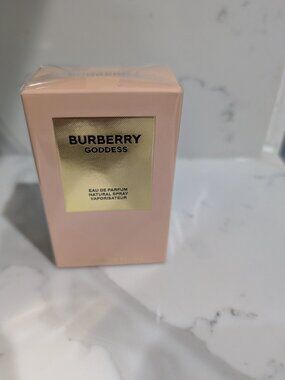 BURBERRY
GODDESS
EAU DE PARFUM
NATURAL SPRAY
VAPORISATEUR